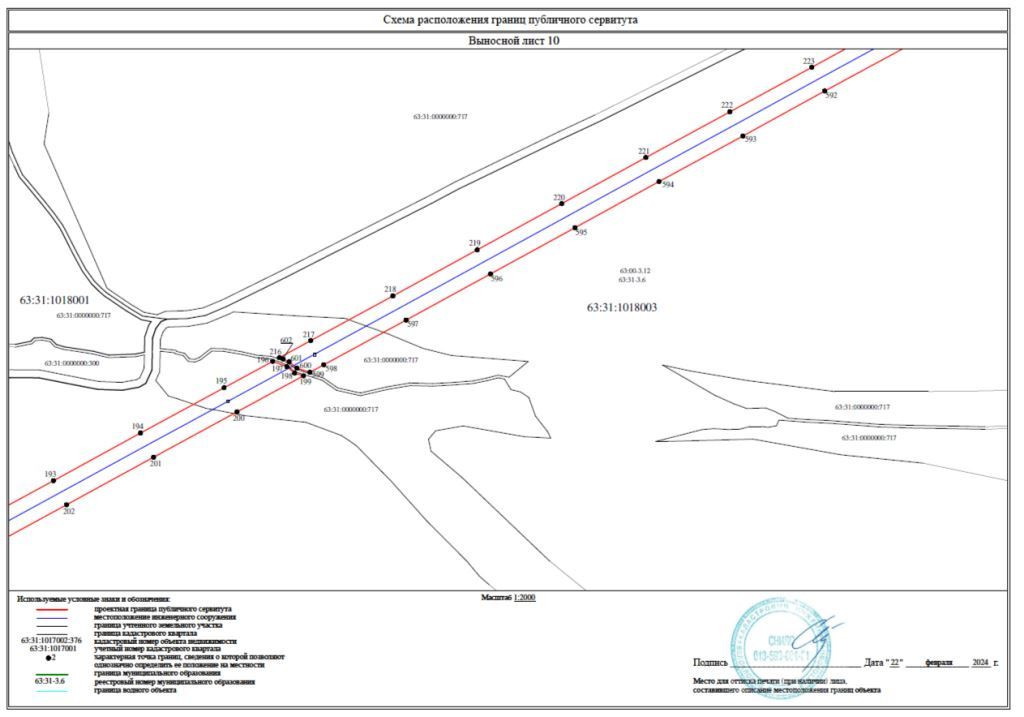 Схема расположения границ публичного сервитута
Выносной лист 10
223
592
222
593
63:31:0000000:717
221
594
220
595
219
596
63:00-3.12
63:31-3.6
218
63:31:1018001
63:31:1018003
63:31:0000000:717
597
217
602
216
196
601
63:31:0000000:300
63:31:0000000:717
197
600
598
198
599
199
195
63:31:0000000:717
63:31:0000000:717
200
194
63:31:0000000:717
201
193
202
Используемые условные знаки и обозначения:
проектная граница публичного сервитута
местоположение инженерного сооружения
граница учтенного земельного участка
граница кадастрового квартала
63:31:1017002:376 кадастровый номер объекта недвижимости
63:31:1017001 учетный номер кадастрового квартала
2 характерная точка границ, сведения о которой позволяют
однозначно определить ее положение на местности
граница муниципального образования
63:31-3.6 реестровый номер муниципального образования
граница водного объекта
Масштаб 1:2000
Подпись Дата "22" февраля 2024 г.
Место для оттиска печати (при наличии) лица,
составившего описание местоположения границ объекта